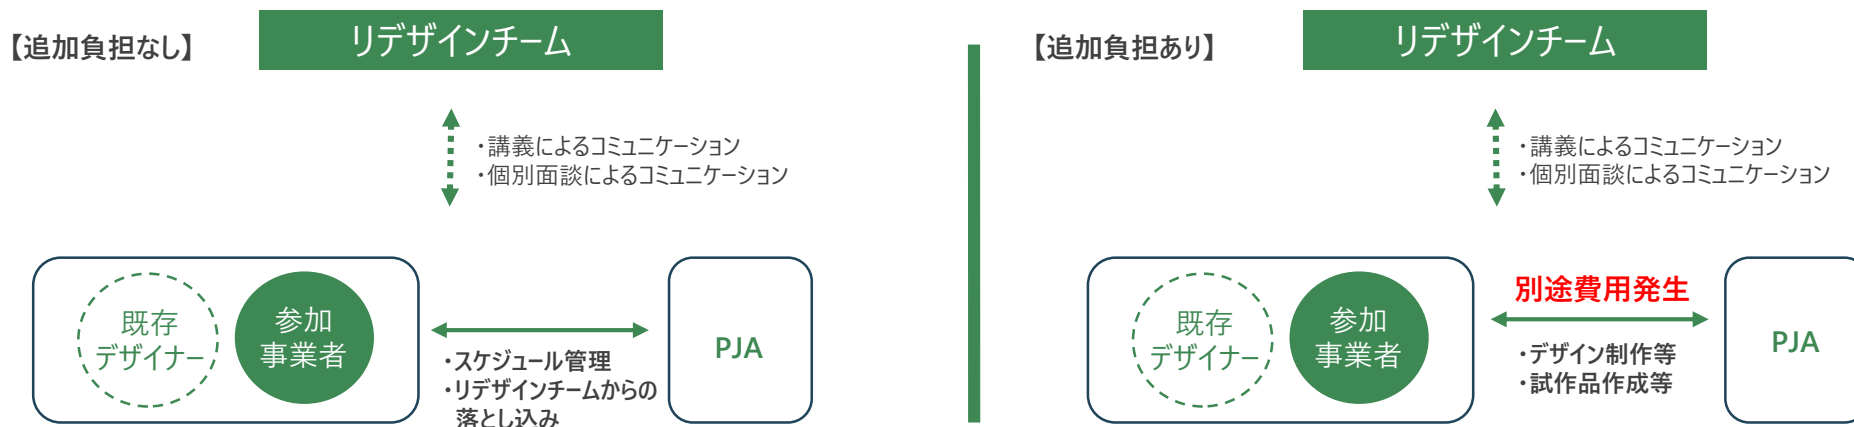 【追加負担なし】
リデザインチーム
・講義によるコミュニケーション
・個別面談によるコミュニケーション
既存
デザイナー
参加
事業者
・スケジュール管理
・リデザインチームからの
落とし込み
PJA
【追加負担あり】
リデザインチーム
・講義によるコミュニケーション
・個別面談によるコミュニケーション
既存
デザイナー
参加
事業者
別途費用発生
・デザイン制作等
・試作品作成等
PJA